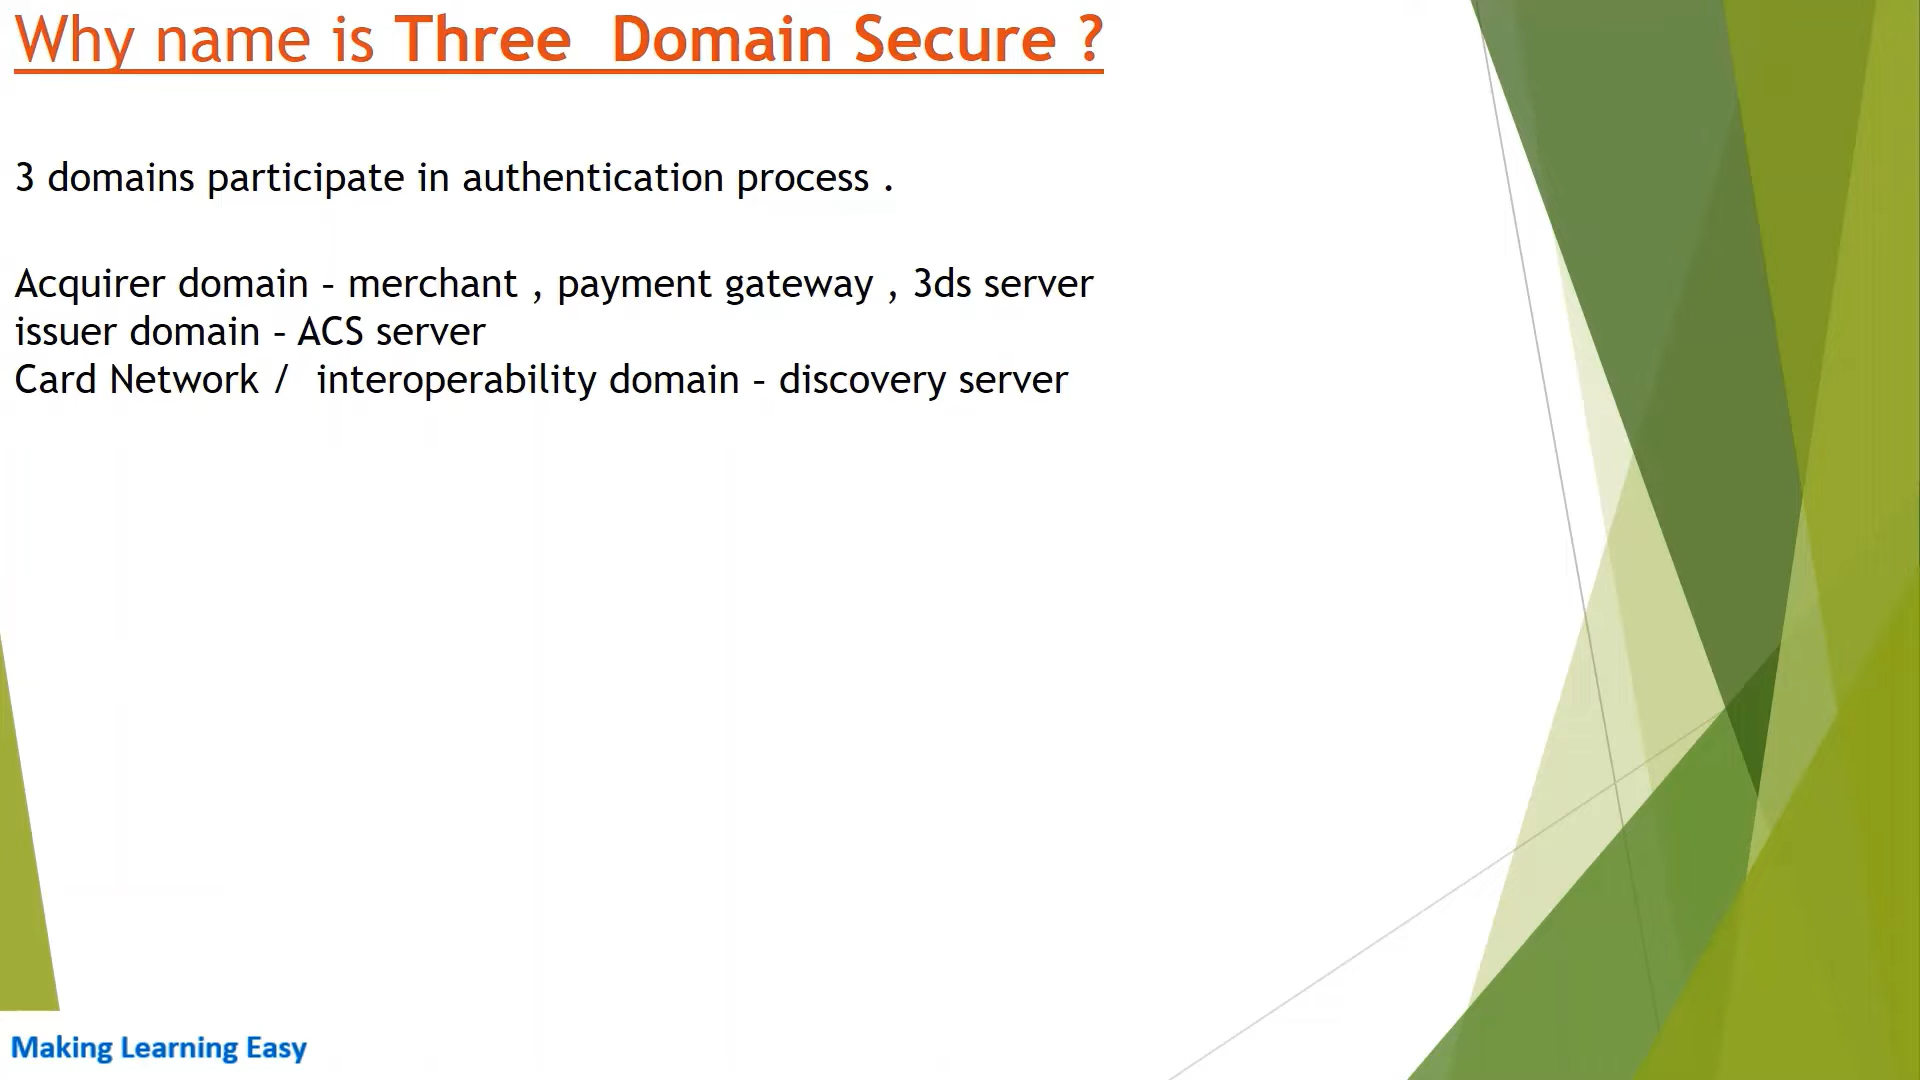 Why name is Three Domain Secure ?
3 domains participate in authentication process .
Acquirer domain – merchant , payment gateway , 3ds server
issuer domain – ACS server
Card Network / interoperability domain – discovery server
Making Learning Easy